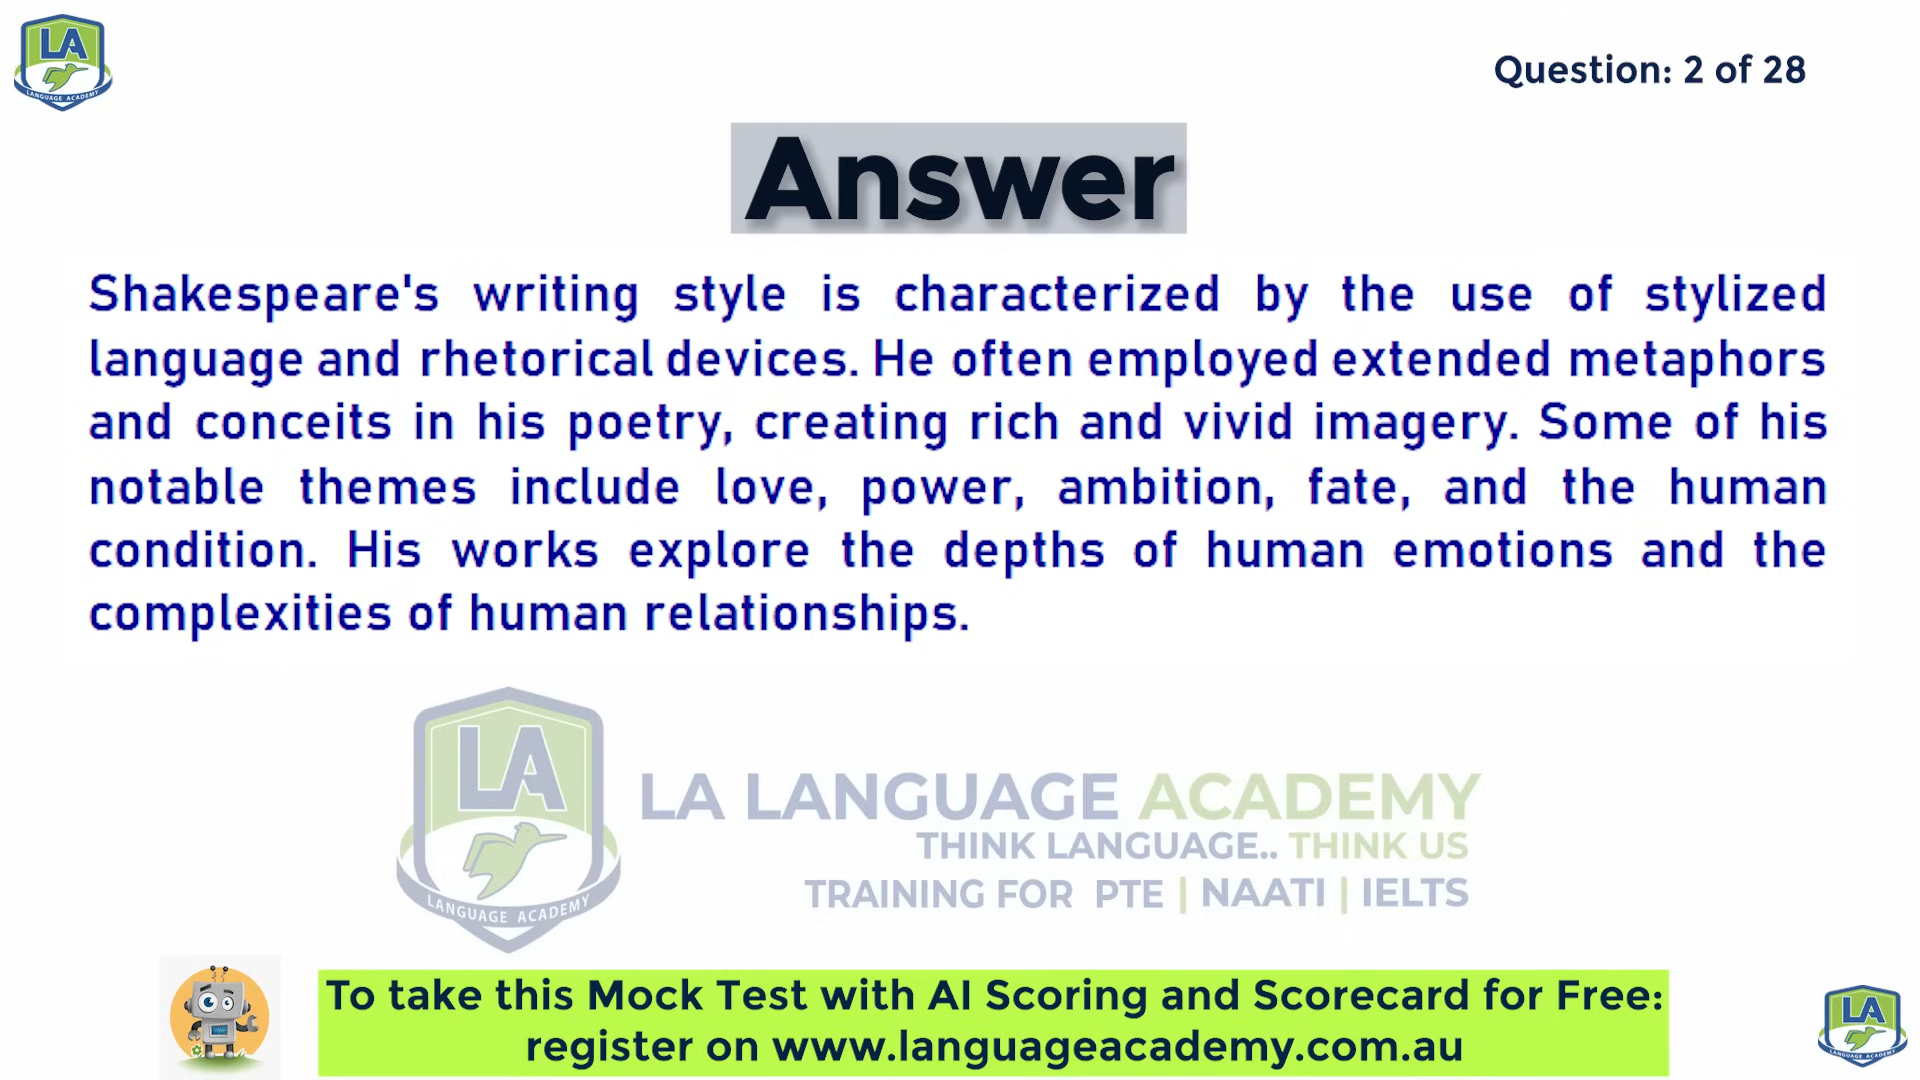 LA
LANGUAGE ACADEMY
Question: 2 of 28
Answer
Shakespeare's writing style is characterized by the use of stylized
language and rhetorical devices. He often employed extended metaphors
and conceits in his poetry, creating rich and vivid imagery. Some of his
notable themes include love, power, ambition, fate, and the human
condition. His works explore the depths of human emotions and the
complexities of human relationships.
LA
LANGUAGE ACADEMY
LA LANGUAGE ACADEMY
THINK LANGUAGE.. THINK US
TRAINING FOR PTE | NAATI | IELTS
To take this Mock Test with AI Scoring and Scorecard for Free:
register on www.languageacademy.com.au
LA
LANGUAGE ACADEMY